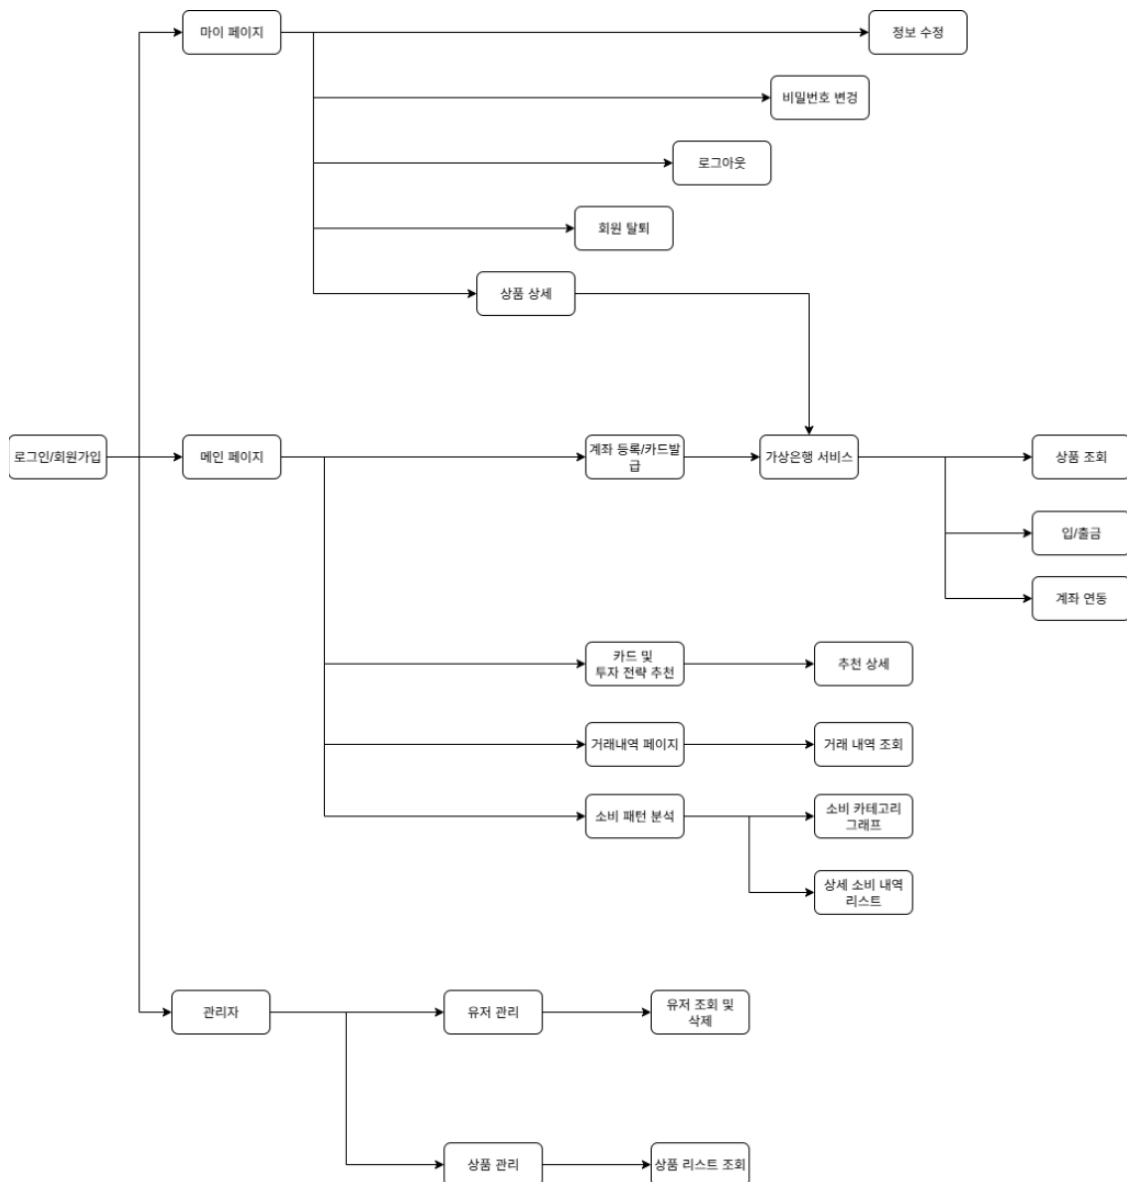 마이 페이지
정보 수정
비밀번호 변겅
로그아웃
회원 탈퇴
상품 상세
로그인/회원가입
메인 페이지
계좌 등록/카드발
급
가상은행 서비스
상품 조회
입/출금
계좌 연동
카드 및
투자 전략 추천
추천 상세
거래내역 페이지
거래 내역 조회
소비 패턴 분석
소비 카테고리
그래프
상세 소비 내역
리스트
관리자
유저 관리
유저 조회 및
삭제
상품 관리
상품 리스트 조회